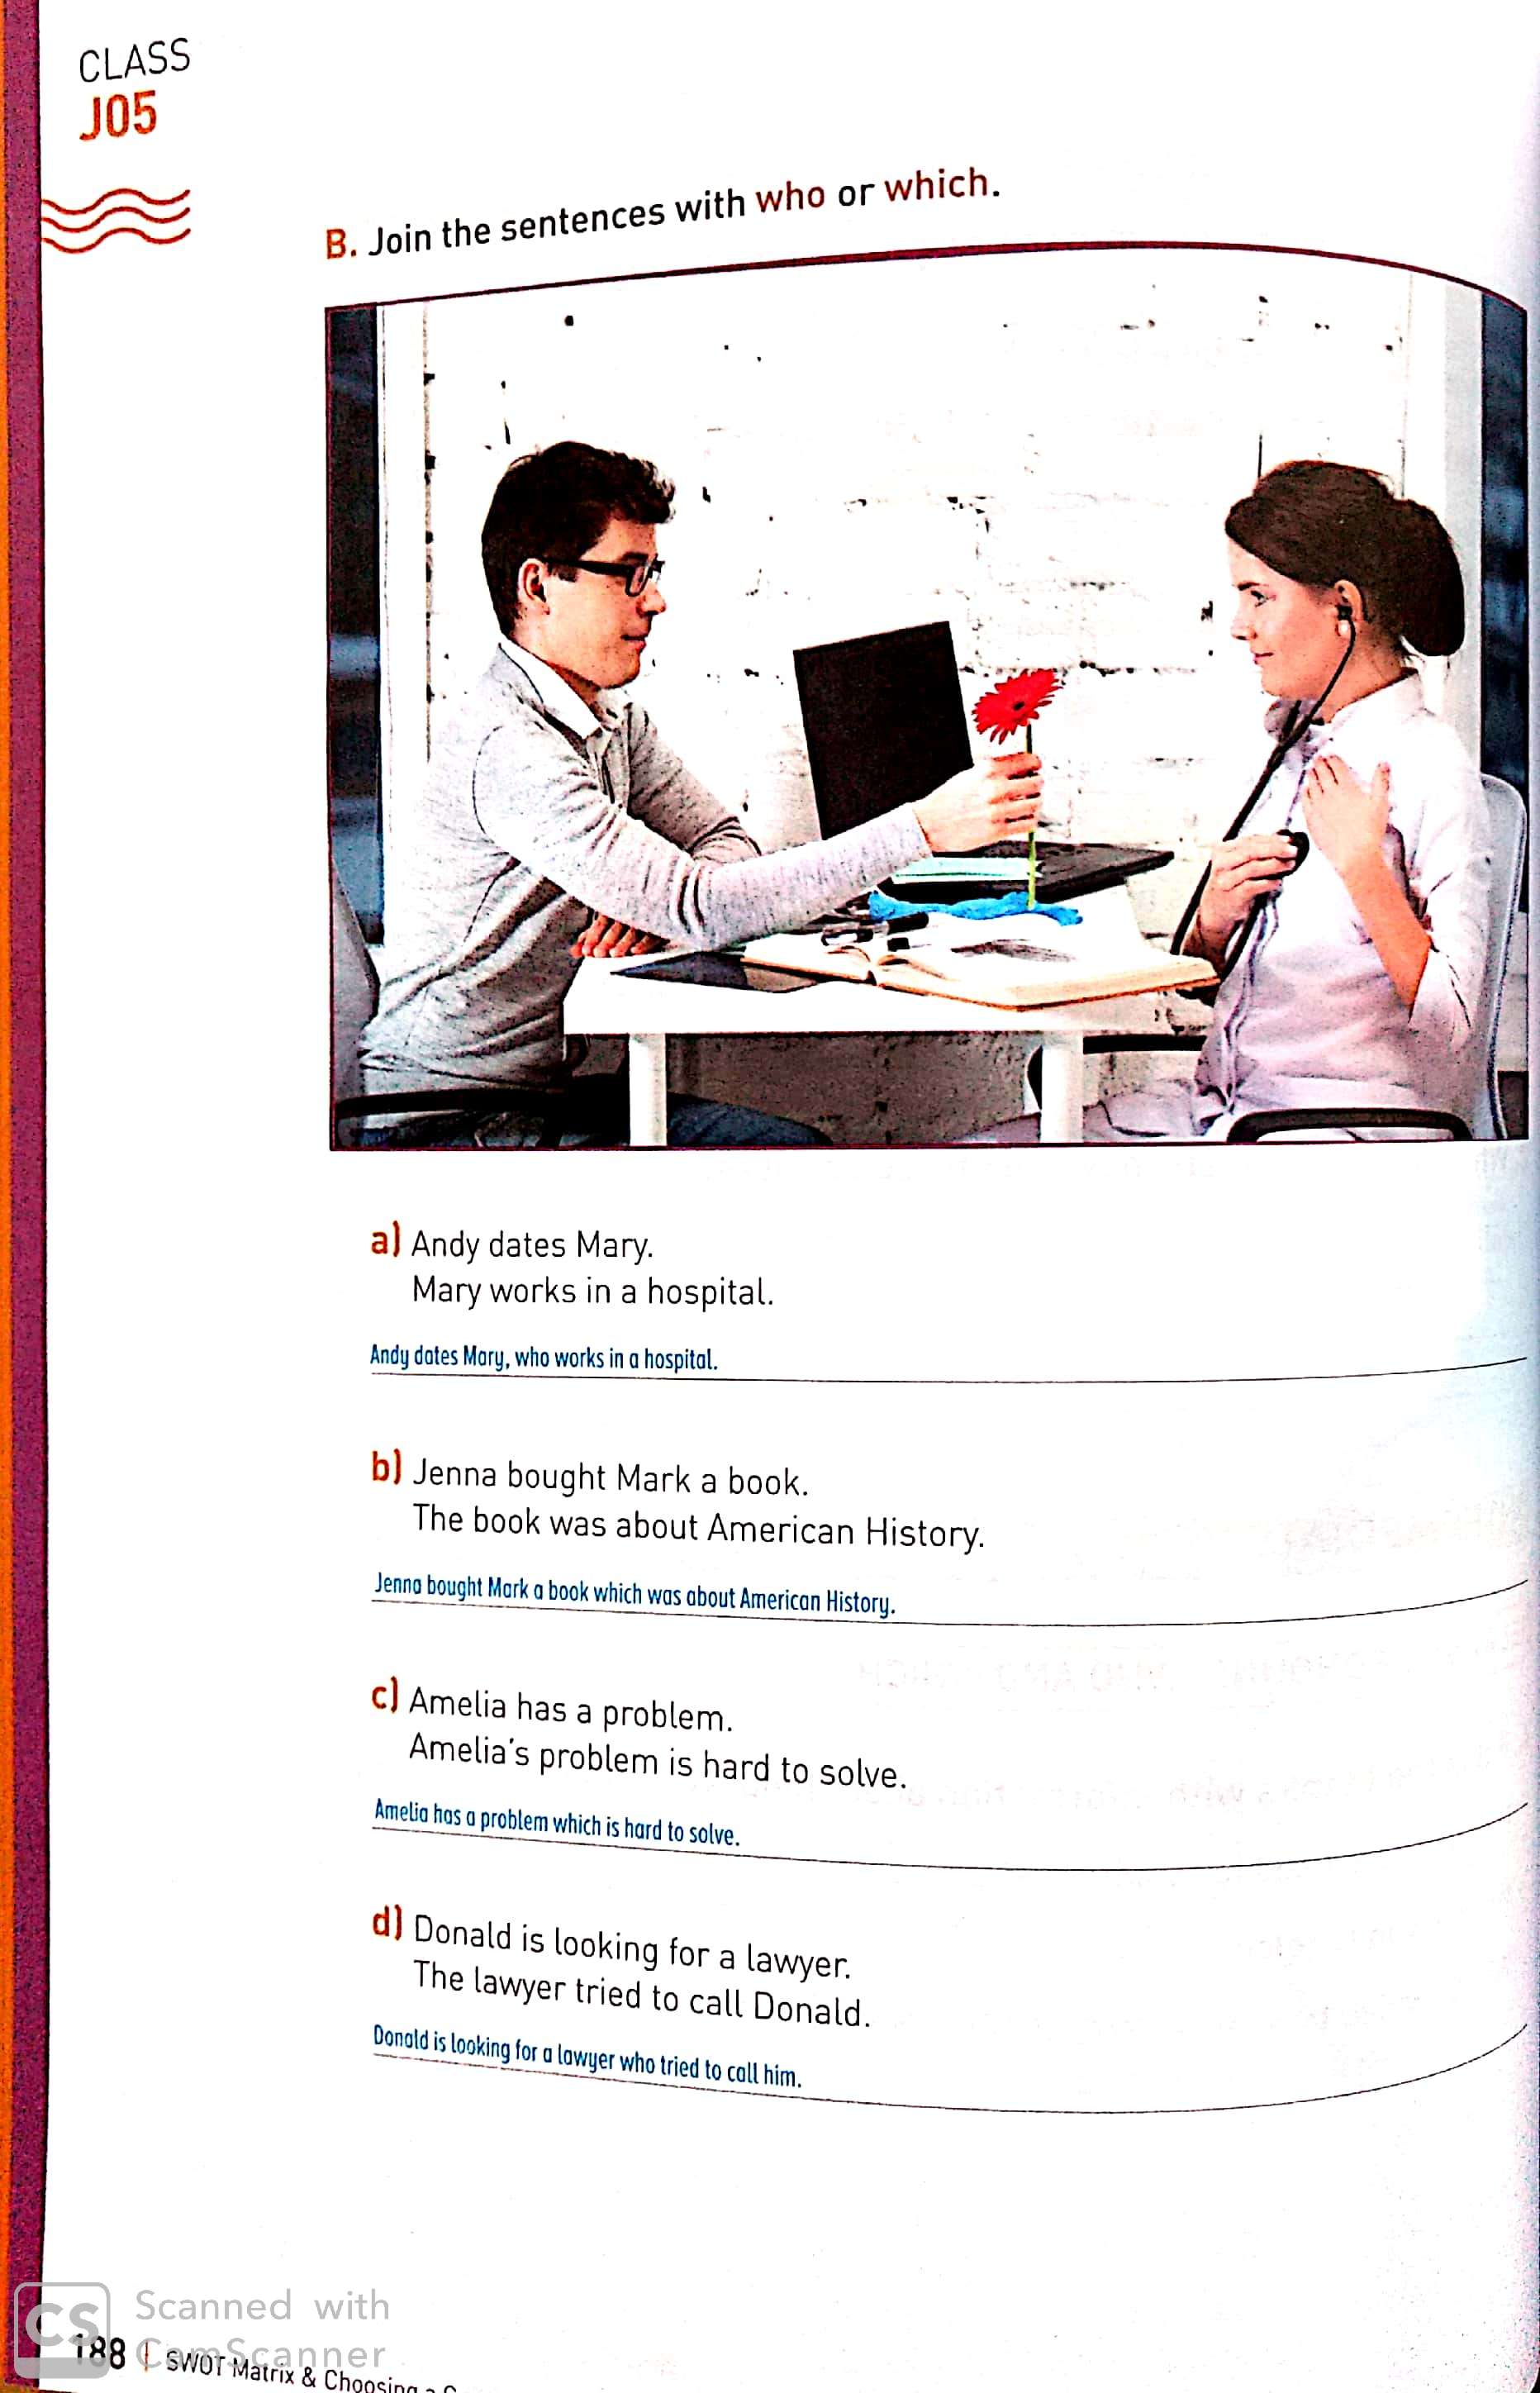 CLASS
J05
B. Join the sentences with who or which.
a) Andy dates Mary.
Mary works in a hospital.
Andy dates Mary, who works in a hospital.
b) Jenna bought Mark a book.
The book was about American History.
Jenna bought Mark a book which was about American History.
c) Amelia has a problem.
Amelia's problem is hard to solve.
Amelia has a problem which is hard to solve.
d) Donald is looking for a lawyer.
The lawyer tried to call Donald.
Donald is looking for a lawyer who tried to call him.
CS Scanned with
CamScanner
188 | SWOT Matrix & Choosing a